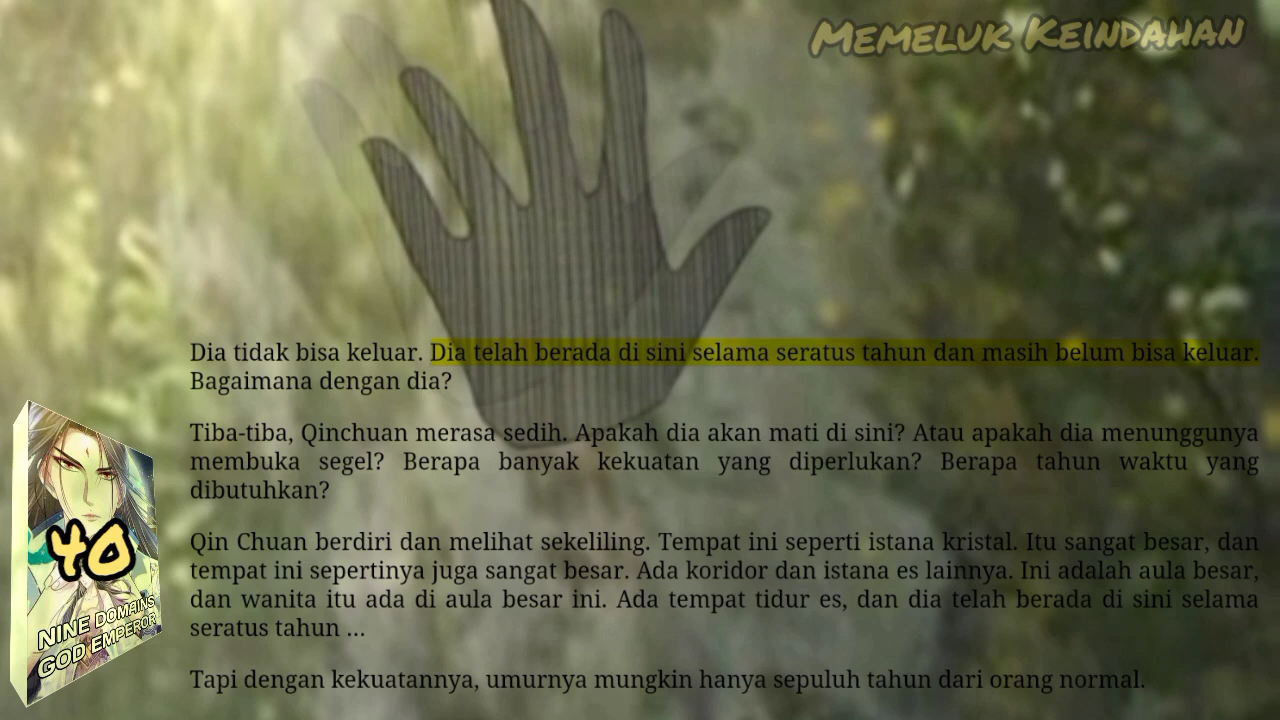 Memeluk Keindahan
Dia tidak bisa keluar. Dia telah berada di sini selama seratus tahun dan masih belum bisa keluar.
Bagaimana dengan dia?
Tiba-tiba, Qinchuan merasa sedih. Apakah dia akan mati di sini? Atau apakah dia menunggunya
membuka segel? Berapa banyak kekuatan yang diperlukan? Berapa tahun waktu yang
dibutuhkan?
Qin Chuan berdiri dan melihat sekeliling. Tempat ini seperti istana kristal. Itu sangat besar, dan
tempat ini sepertinya juga sangat besar. Ada koridor dan istana es lainnya. Ini adalah aula besar,
dan wanita itu ada di aula besar ini. Ada tempat tidur es, dan dia telah berada di sini selama
seratus tahun ...
Tapi dengan kekuatannya, umurnya mungkin hanya sepuluh tahun dari orang normal.
40
NINE DOMAINS
GOD EMPEROR